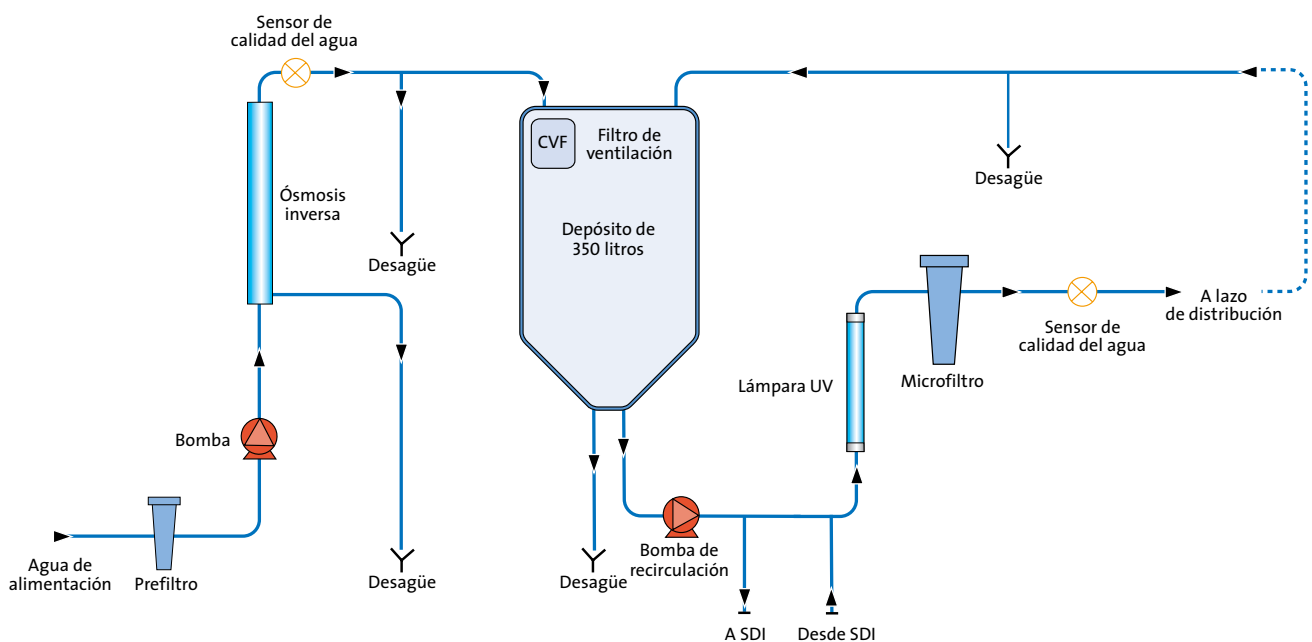 Sensor de
calidad del agua
CVF
Filtro de
ventilación
Ósmosis
inversa
Desagüe
Depósito de
350 litros
Desagüe
A lazo
de distribución
Sensor de
calidad del agua
Microfiltro
Lámpara UV
Bomba
Agua de
alimentación
Prefiltro
Desagüe
Desagüe
Bomba de
recirculación
A SDI
Desde SDI